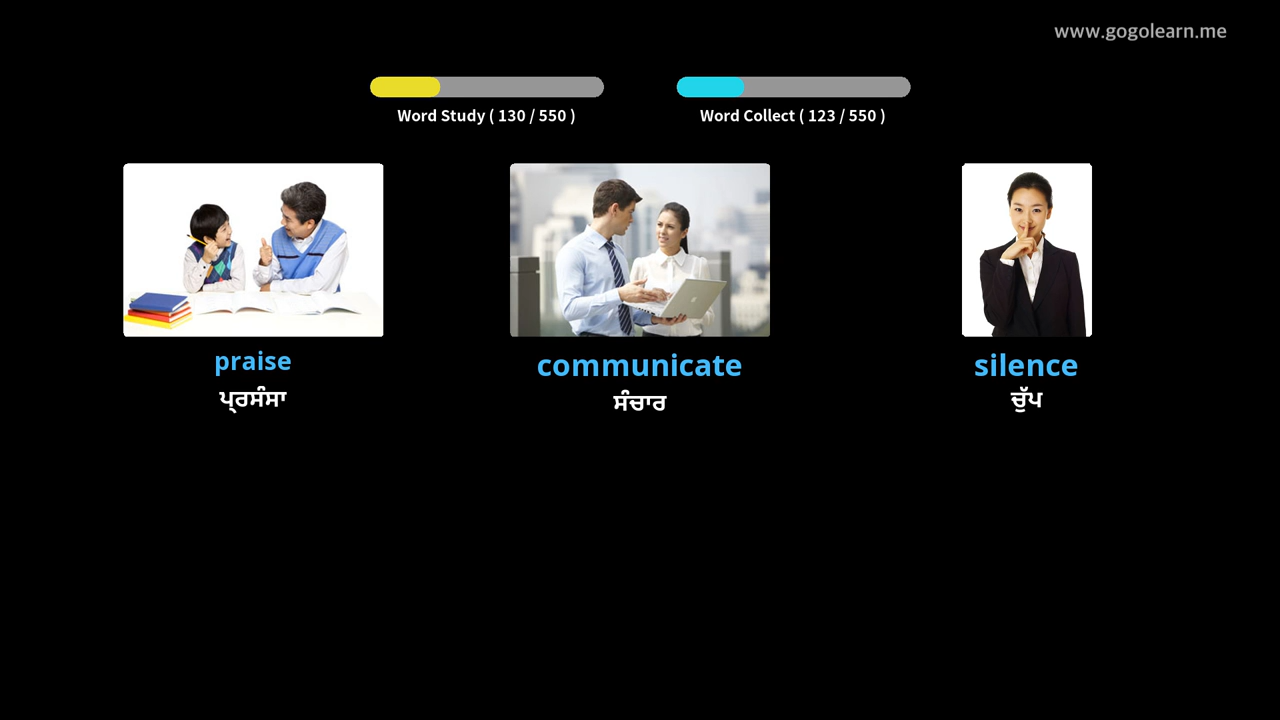 www.gogolearn.me
Word Study ( 130 / 550 )
Word Collect ( 123 / 550 )
praise
ਪ੍ਰਸੰਸਾ
communicate
ਸੰਚਾਰ
silence
ਚੁੱਪ